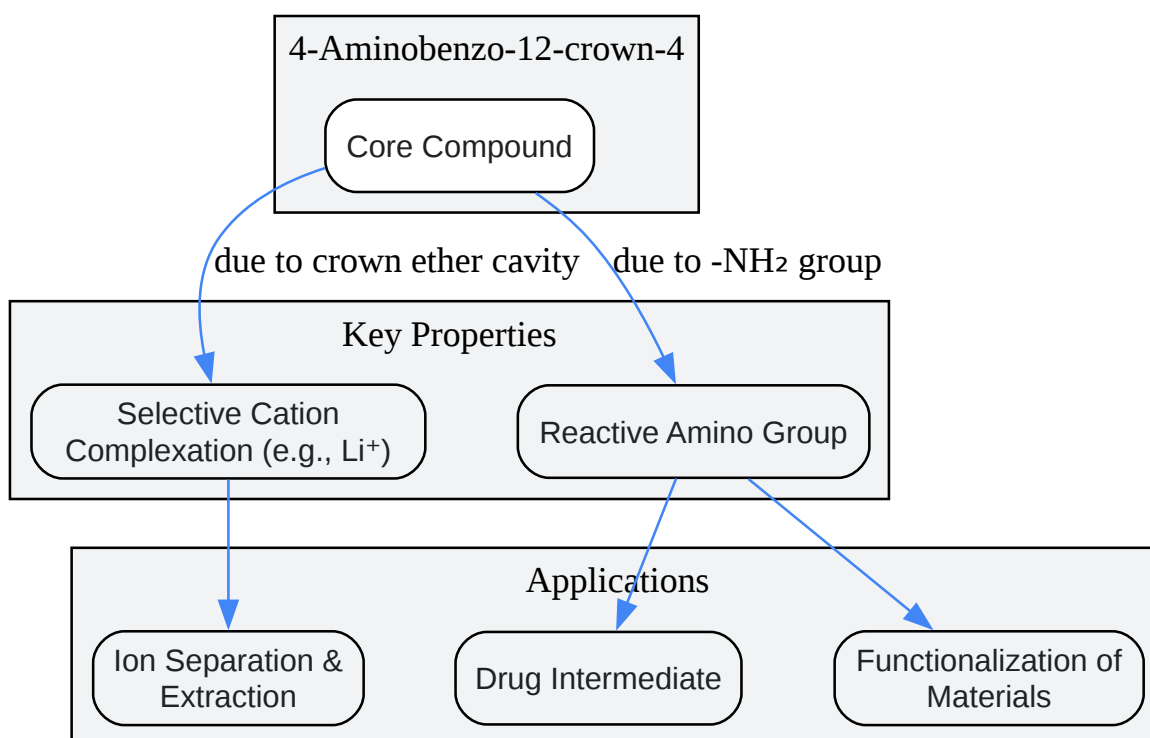 4-Aminobenzo-12-crown-4
Core Compound
due to crown ether cavity
due to -NH₂ group
Key Properties
Selective Cation
Complexation (e.g., Li⁺)
Reactive Amino Group
Applications
Ion Separation &
Extraction
Drug Intermediate
Functionalization of
Materials